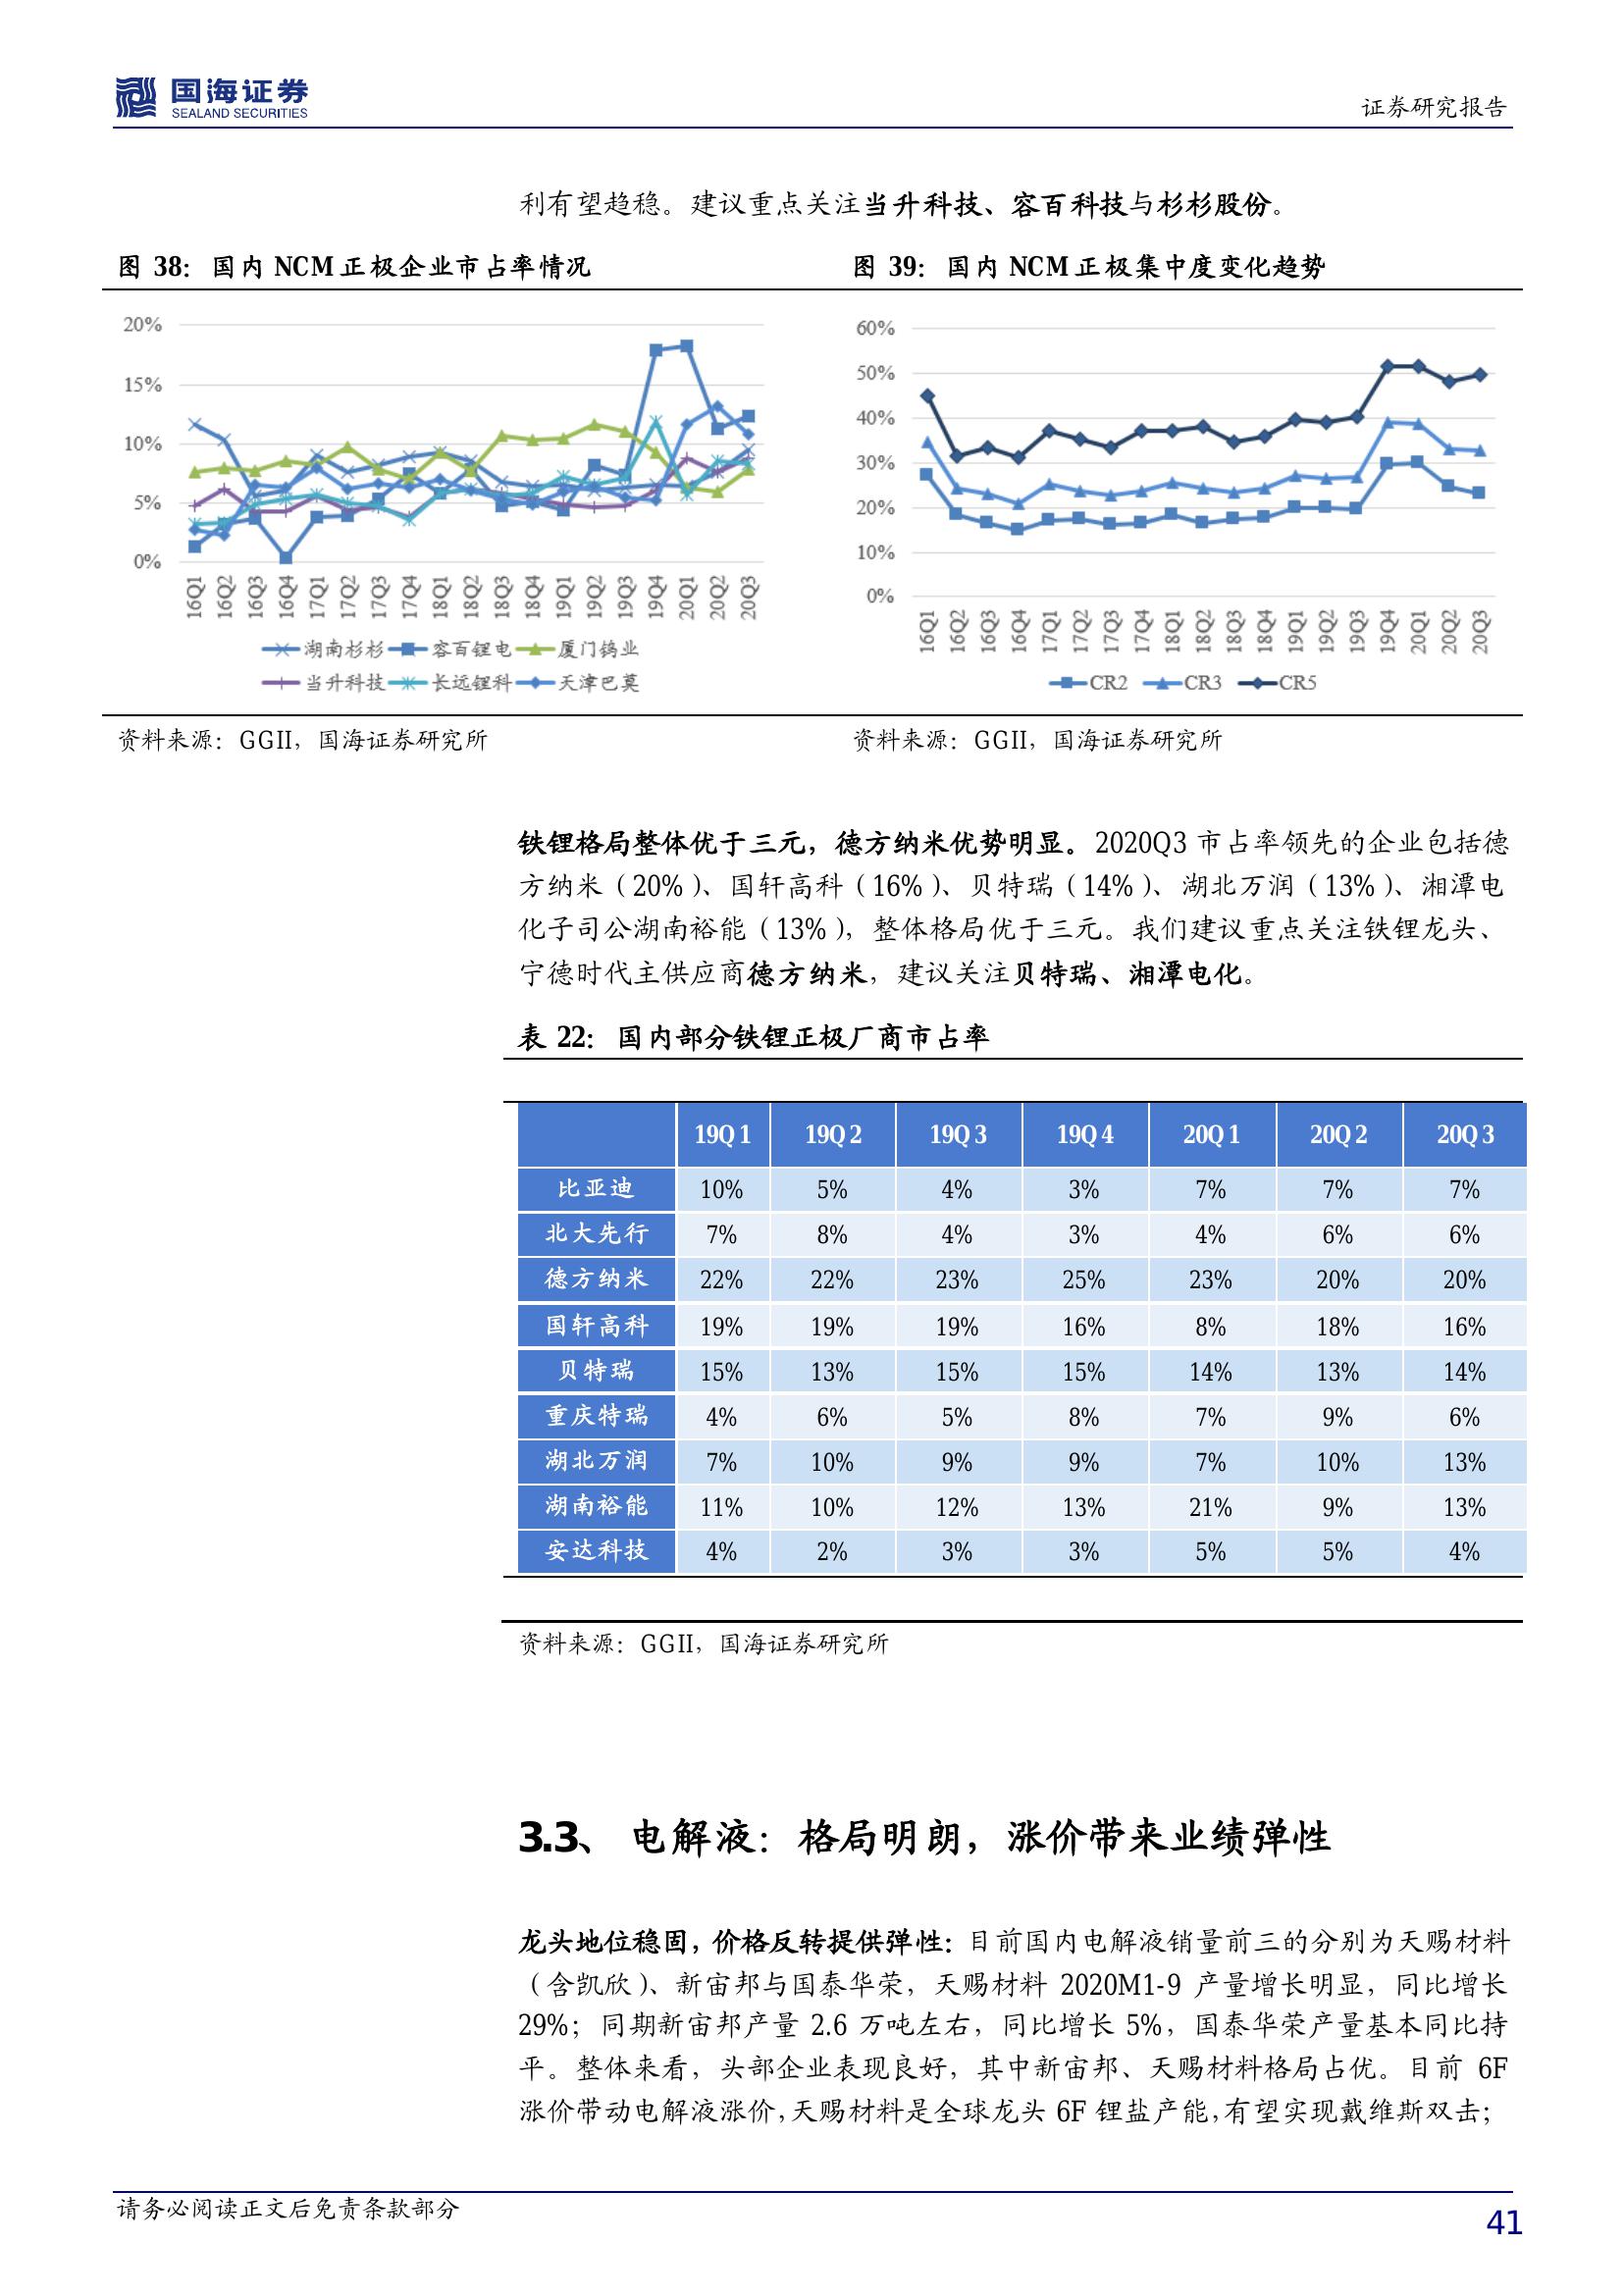 国海证券
SEALAND SECURITIES
证券研究报告
利有望趋稳。建议重点关注当升科技、容百科技与杉杉股份。
图 38：国内 NCM 正极企业市占率情况
图 39：国内 NCM 正极集中度变化趋势
20%
15%
10%
5%
0%
16Q1 16Q2 16Q3 16Q4 17Q1 17Q2 17Q3 17Q4 18Q1 18Q2 18Q3 18Q4 19Q1 19Q2 19Q3 19Q4 20Q1 20Q2 20Q3
湖南杉杉 容百锂电 厦门钨业
当升科技 长远锂科 天津巴莫
60%
50%
40%
30%
20%
10%
0%
16Q1 16Q2 16Q3 16Q4 17Q1 17Q2 17Q3 17Q4 18Q1 18Q2 18Q3 18Q4 19Q1 19Q2 19Q3 19Q4 20Q1 20Q2 20Q3
CR2 CR3 CR5
资料来源：GGII，国海证券研究所
资料来源：GGII，国海证券研究所
铁锂格局整体优于三元，德方纳米优势明显。2020Q3 市占率领先的企业包括德
方纳米（20%）、国轩高科（16%）、贝特瑞（14%）、湖北万润（13%）、湘潭电
化子司公湖南裕能（13%），整体格局优于三元。我们建议重点关注铁锂龙头、
宁德时代主供应商德方纳米，建议关注贝特瑞、湘潭电化。
表 22：国内部分铁锂正极厂商市占率
19Q1 19Q2 19Q3 19Q4 20Q1 20Q2 20Q3
比亚迪 10% 5% 4% 3% 7% 7% 7%
北大先行 7% 8% 4% 3% 4% 6% 6%
德方纳米 22% 22% 23% 25% 23% 20% 20%
国轩高科 19% 19% 19% 16% 8% 18% 16%
贝特瑞 15% 13% 15% 15% 14% 13% 14%
重庆特瑞 4% 6% 5% 8% 7% 9% 6%
湖北万润 7% 10% 9% 9% 7% 10% 13%
湖南裕能 11% 10% 12% 13% 21% 9% 13%
安达科技 4% 2% 3% 3% 5% 5% 4%
资料来源：GGII，国海证券研究所
3.3、 电解液：格局明朗，涨价带来业绩弹性
龙头地位稳固，价格反转提供弹性：目前国内电解液销量前三的分别为天赐材料
（含凯欣）、新宙邦与国泰华荣，天赐材料 2020M1-9 产量增长明显，同比增长
29%；同期新宙邦产量 2.6 万吨左右，同比增长 5%，国泰华荣产量基本同比持
平。整体来看，头部企业表现良好，其中新宙邦、天赐材料格局占优。目前 6F
涨价带动电解液涨价，天赐材料是全球龙头 6F 锂盐产能，有望实现戴维斯双击；
请务必阅读正文后免责条款部分
41